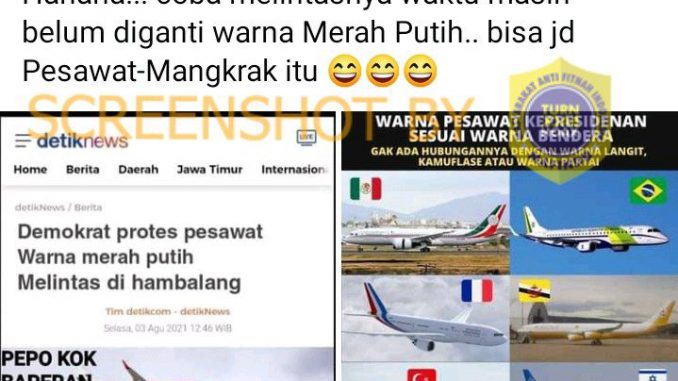 belum diganti warna Merah Putih.. bisa jd
Pesawat-Mangkrak itu 😄😄😄
SCREENSHOT BY
TURN
detiknews
LIVE
Home Berita Daerah Jawa Timur Internasion
detikNews / Berita
Demokrat protes pesawat
Warna merah putih
Melintas di hambalang
Tim detikcom - detikNews
Selasa, 03 Agu 2021 12:46 WIB
PEPO KOK
BAPERAN
WARNA PESAWAT KEPRESIDENAN
SESUAI WARNA BENDERA
GAK ADA HUBUNGANNYA DENGAN WARNA LANGIT,
KAMUFLASE ATAU WARNA PARTAI